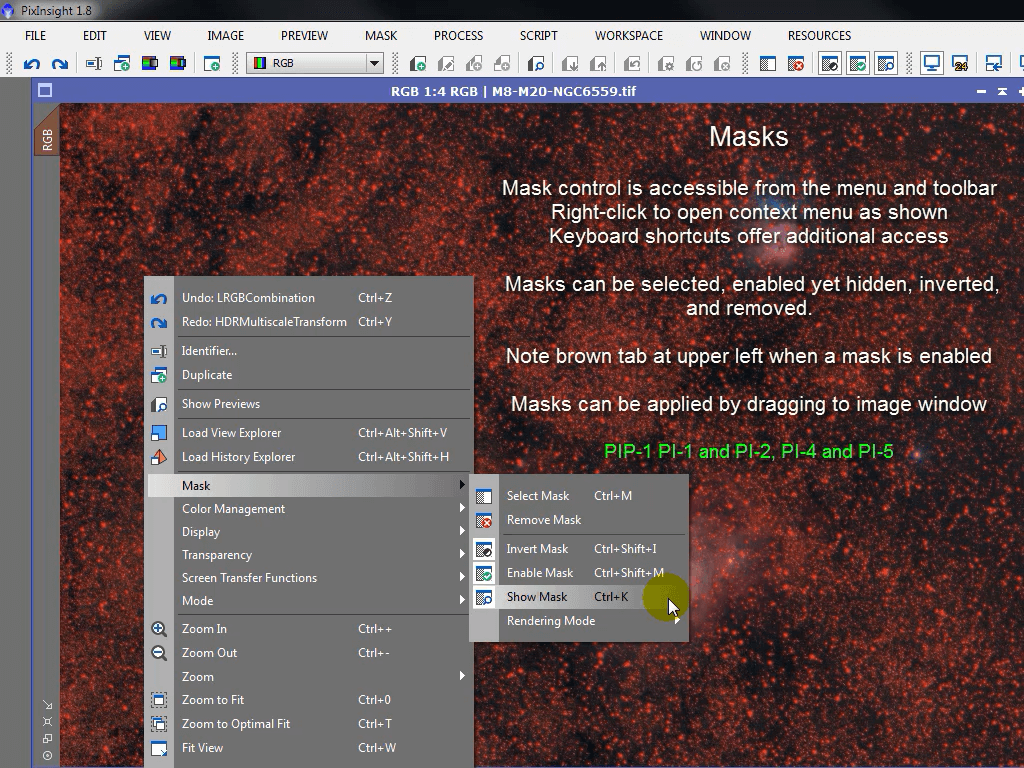 PixInsight 1.8
FILE EDIT VIEW IMAGE PREVIEW MASK PROCESS SCRIPT WORKSPACE WINDOW RESOURCES
RGB
24
RGB 1:4 RGB | M8-M20-NGC6559.tif
RGB
Masks
Mask control is accessible from the menu and toolbar
Right-click to open context menu as shown
Keyboard shortcuts offer additional access
Masks can be selected, enabled yet hidden, inverted,
and removed.
Note brown tab at upper left when a mask is enabled
Masks can be applied by dragging to image window
PIP-1 PI-1 and PI-2, PI-4 and PI-5
Undo: LRGBCombination Ctrl+Z
Redo: HDRMultiscaleTransform Ctrl+Y
Identifier...
Duplicate
Show Previews
Load View Explorer Ctrl+Alt+Shift+V
Load History Explorer Ctrl+Alt+Shift+H
Mask
Color Management
Display
Transparency
Screen Transfer Functions
Mode
Zoom In Ctrl++
Zoom Out Ctrl+-
Zoom
Zoom to Fit Ctrl+0
Zoom to Optimal Fit Ctrl+T
Fit View Ctrl+W
Select Mask Ctrl+M
Remove Mask
Invert Mask Ctrl+Shift+I
Enable Mask Ctrl+Shift+M
Show Mask Ctrl+K
Rendering Mode